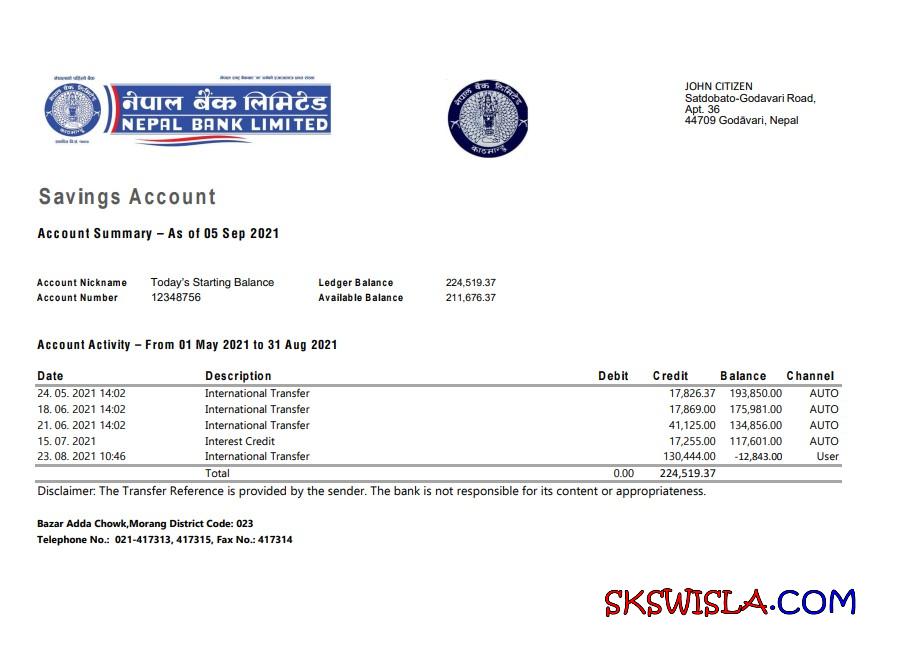 नेपाल बैंक लिमिटेड
NEPAL BANK LIMITED
JOHN CITIZEN
Satdobato-Godavari Road,
Apt. 36
44709 Godāvari, Nepal
Savings Account
Account Summary – As of 05 Sep 2021
Account Nickname Today's Starting Balance Ledger Balance 224,519.37
Account Number 12348756 Available Balance 211,676.37
Account Activity – From 01 May 2021 to 31 Aug 2021
Date Description Debit Credit Balance Channel
24. 05. 2021 14:02 International Transfer 17,826.37 193,850.00 AUTO
18. 06. 2021 14:02 International Transfer 17,869.00 175,981.00 AUTO
21. 06. 2021 14:02 International Transfer 41,125.00 134,856.00 AUTO
15. 07. 2021 Interest Credit 17,255.00 117,601.00 AUTO
23. 08. 2021 10:46 International Transfer 130,444.00 -12,843.00 User
Total 0.00 224,519.37
Disclaimer: The Transfer Reference is provided by the sender. The bank is not responsible for its content or appropriateness.
Bazar Adda Chowk,Morang District Code: 023
Telephone No.: 021-417313, 417315, Fax No.: 417314
SKSWISLA.COM